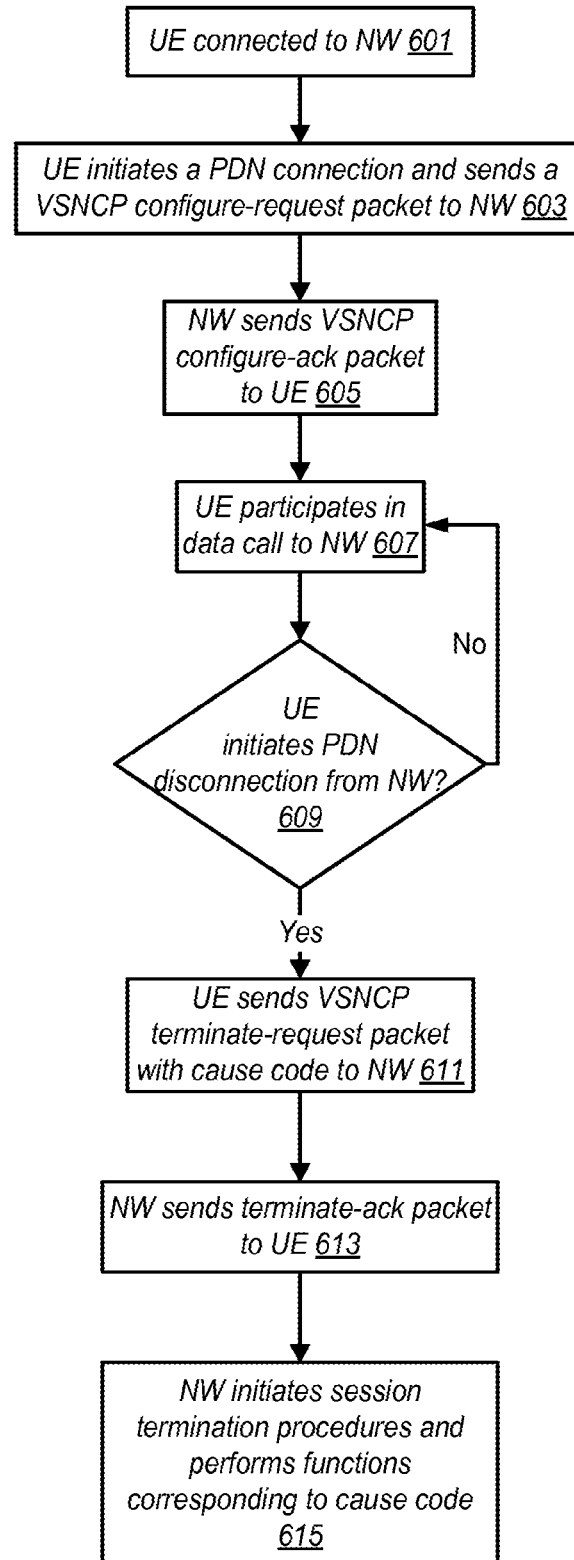 UE connected to NW 601
UE initiates a PDN connection and sends a
VSNCP configure-request packet to NW 603
NW sends VSNCP
configure-ack packet
to UE 605
UE participates in
data call to NW 607
No
UE
initiates PDN
disconnection from NW?
609
Yes
UE sends VSNCP
terminate-request packet
with cause code to NW 611
NW sends terminate-ack packet
to UE 613
NW initiates session
termination procedures and
performs functions
corresponding to cause code
615